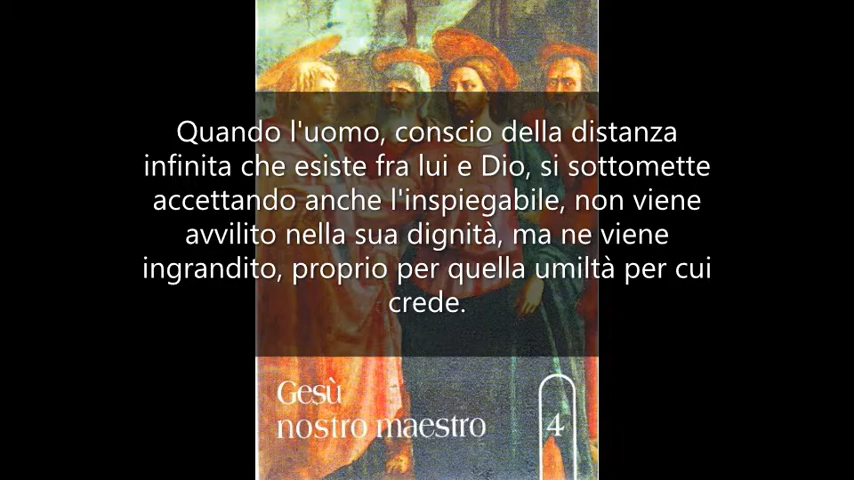 Quando l'uomo, conscio della distanza
infinita che esiste fra lui e Dio, si sottomette
accettando anche l'inspiegabile, non viene
avvilito nella sua dignità, ma ne viene
ingrandito, proprio per quella umiltà per cui
crede.
Gesù
nostro maestro
4